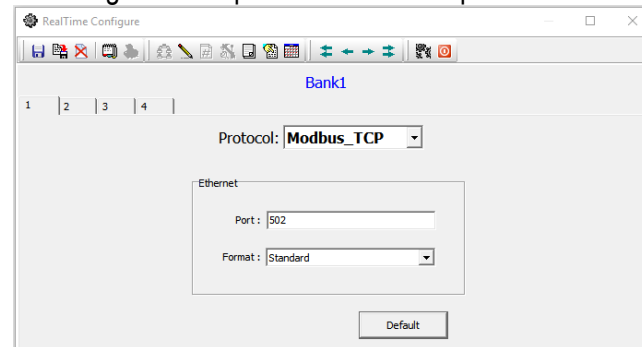 RealTime Configure
Bank1
1 2 3 4
Protocol: Modbus_TCP
Ethernet
Port: 502
Format: Standard
Default